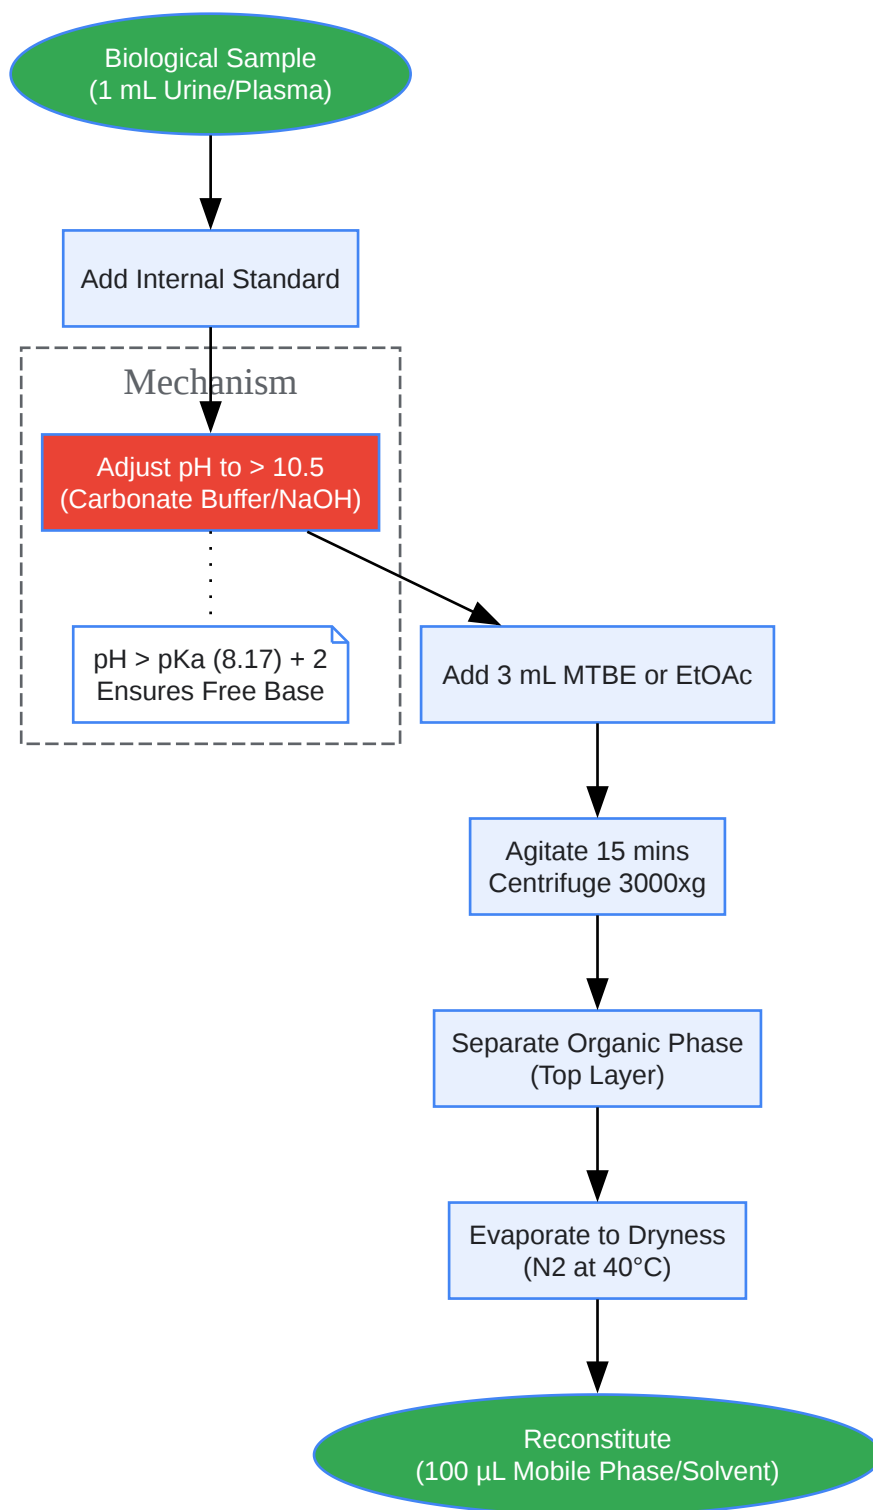 Biological Sample
(1 mL Urine/Plasma)
Add Internal Standard
Mechanism
Adjust pH to > 10.5
(Carbonate Buffer/NaOH)
pH > pKa (8.17) + 2
Ensures Free Base
Add 3 mL MTBE or EtOAc
Agitate 15 mins
Centrifuge 3000xg
Separate Organic Phase
(Top Layer)
Evaporate to Dryness
(N2 at 40°C)
Reconstitute
(100 µL Mobile Phase/Solvent)